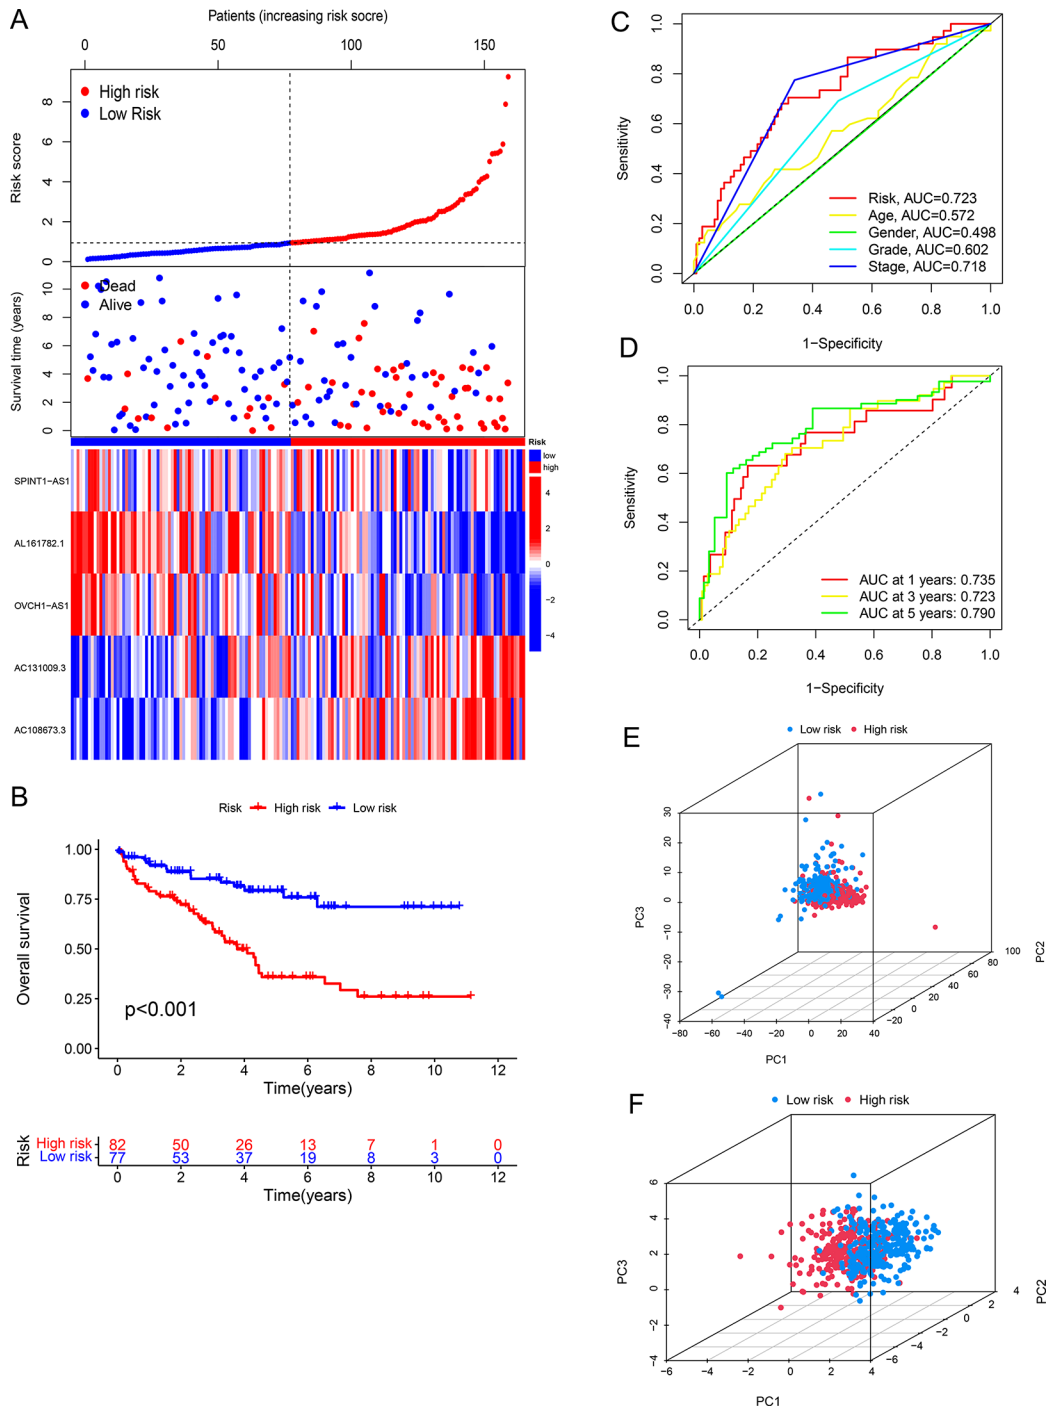 A
Patients (increasing risk socre)
0 50 100 150
Risk score
8
6
4
2
0
High risk
Low Risk
Survival time (years)
10
8
6
4
2
0
Dead
Alive
Risk
low
high
4
2
0
−2
−4
SPINT1−AS1
AL161782.1
OVCH1−AS1
AC131009.3
AC108673.3
B
Risk High risk Low risk
Overall survival
1.00
0.75
0.50
0.25
0.00
p<0.001
0 2 4 6 8 10 12
Time(years)
Risk
High risk 82 50 26 13 7 1 0
Low risk 77 53 37 19 8 3 0
0 2 4 6 8 10 12
Time(years)
C
Sensitivity
1.0
0.8
0.6
0.4
0.2
0.0
Risk, AUC=0.723
Age, AUC=0.572
Gender, AUC=0.498
Grade, AUC=0.602
Stage, AUC=0.718
0.0 0.2 0.4 0.6 0.8 1.0
1−Specificity
D
Sensitivity
1.0
0.8
0.6
0.4
0.2
0.0
AUC at 1 years: 0.735
AUC at 3 years: 0.723
AUC at 5 years: 0.790
0.0 0.2 0.4 0.6 0.8 1.0
1−Specificity
E
Low risk High risk
PC3
30
20
10
0
−10
−20
−30
−40
−80 −60 −40 −20 0 20 40
PC1
−20
0
20
40
60
80
100
PC2
F
Low risk High risk
PC3
6
4
2
0
−2
−4
−6 −4 −2 0 2 4
PC1
−6
−4
−2
0
2
4
PC2